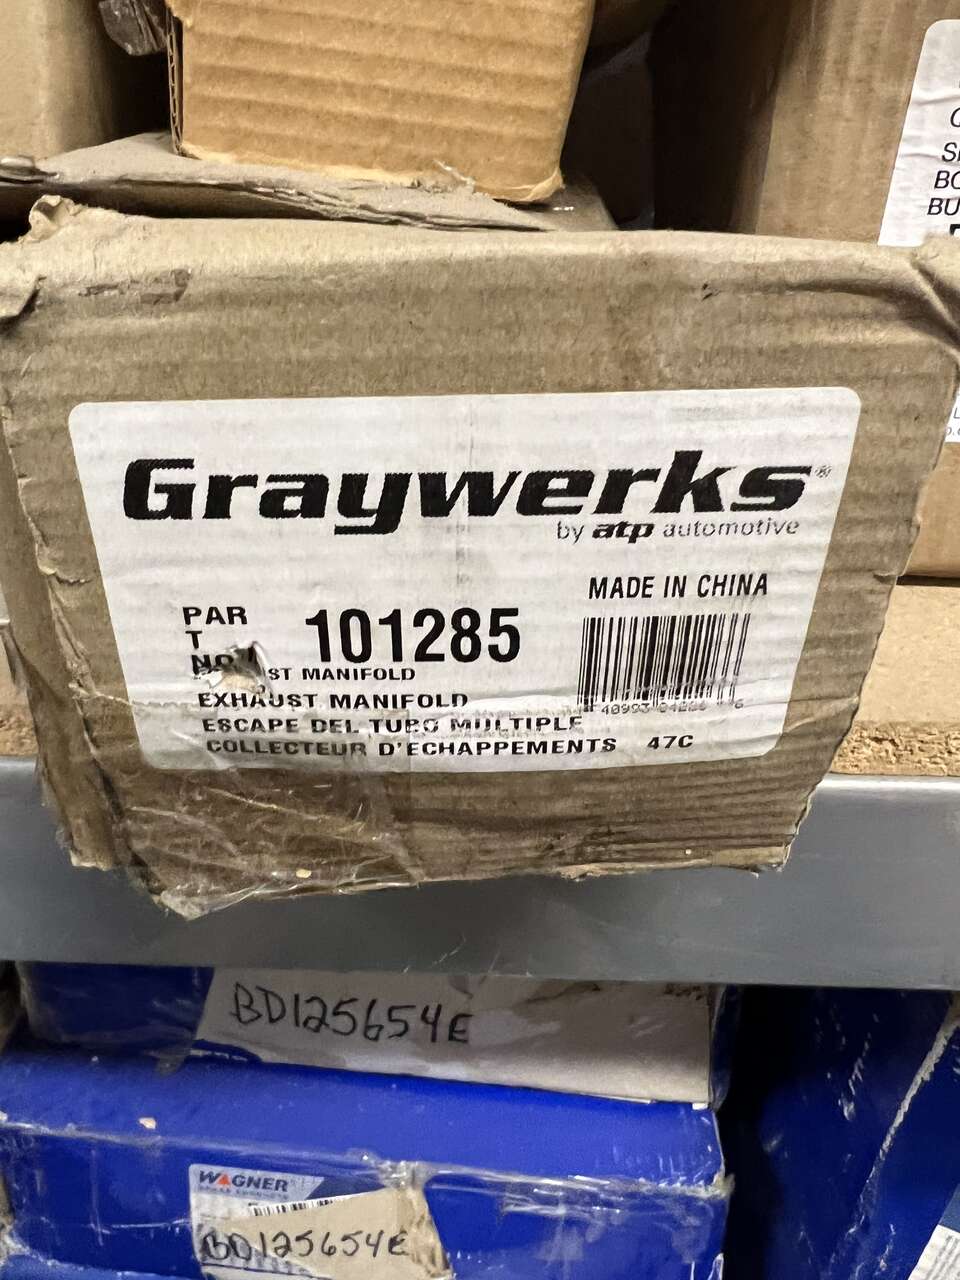 Graywerks®
by atp automotive
MADE IN CHINA
PAR
T
NO
101285
ST MANIFOLD
EXHAUST MANIFOLD
ESCAPE DEL TUBO MULTIPLE
COLLECTEUR D'ECHAPPEMENTS 47C
BD125654E
WAGNER
BD125654E
BU